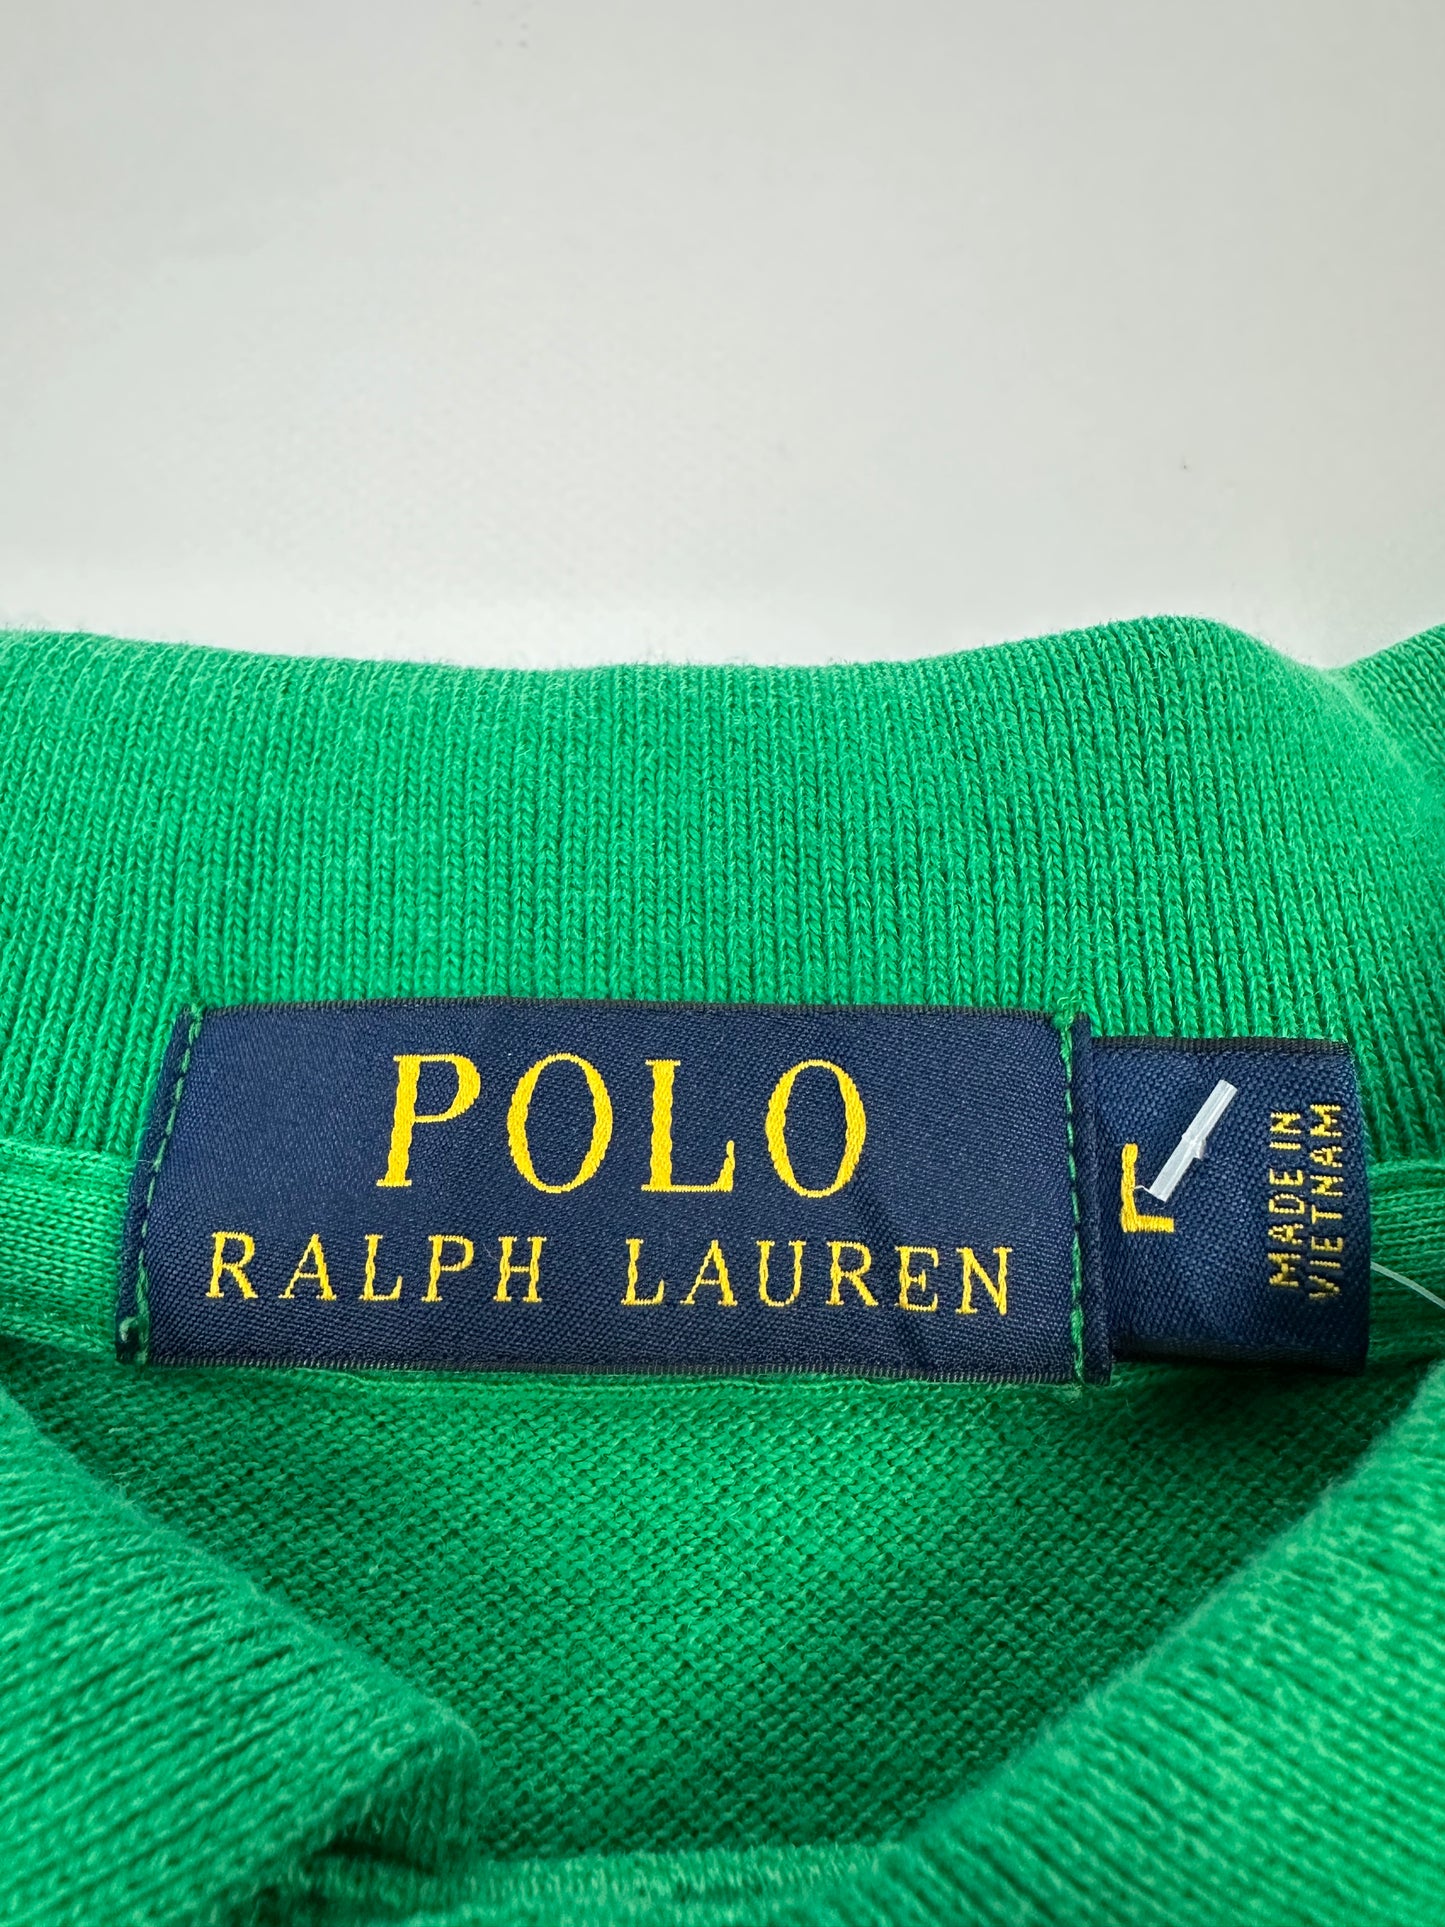 POLO
RALPH LAUREN
L
MADE IN
VIETNAM